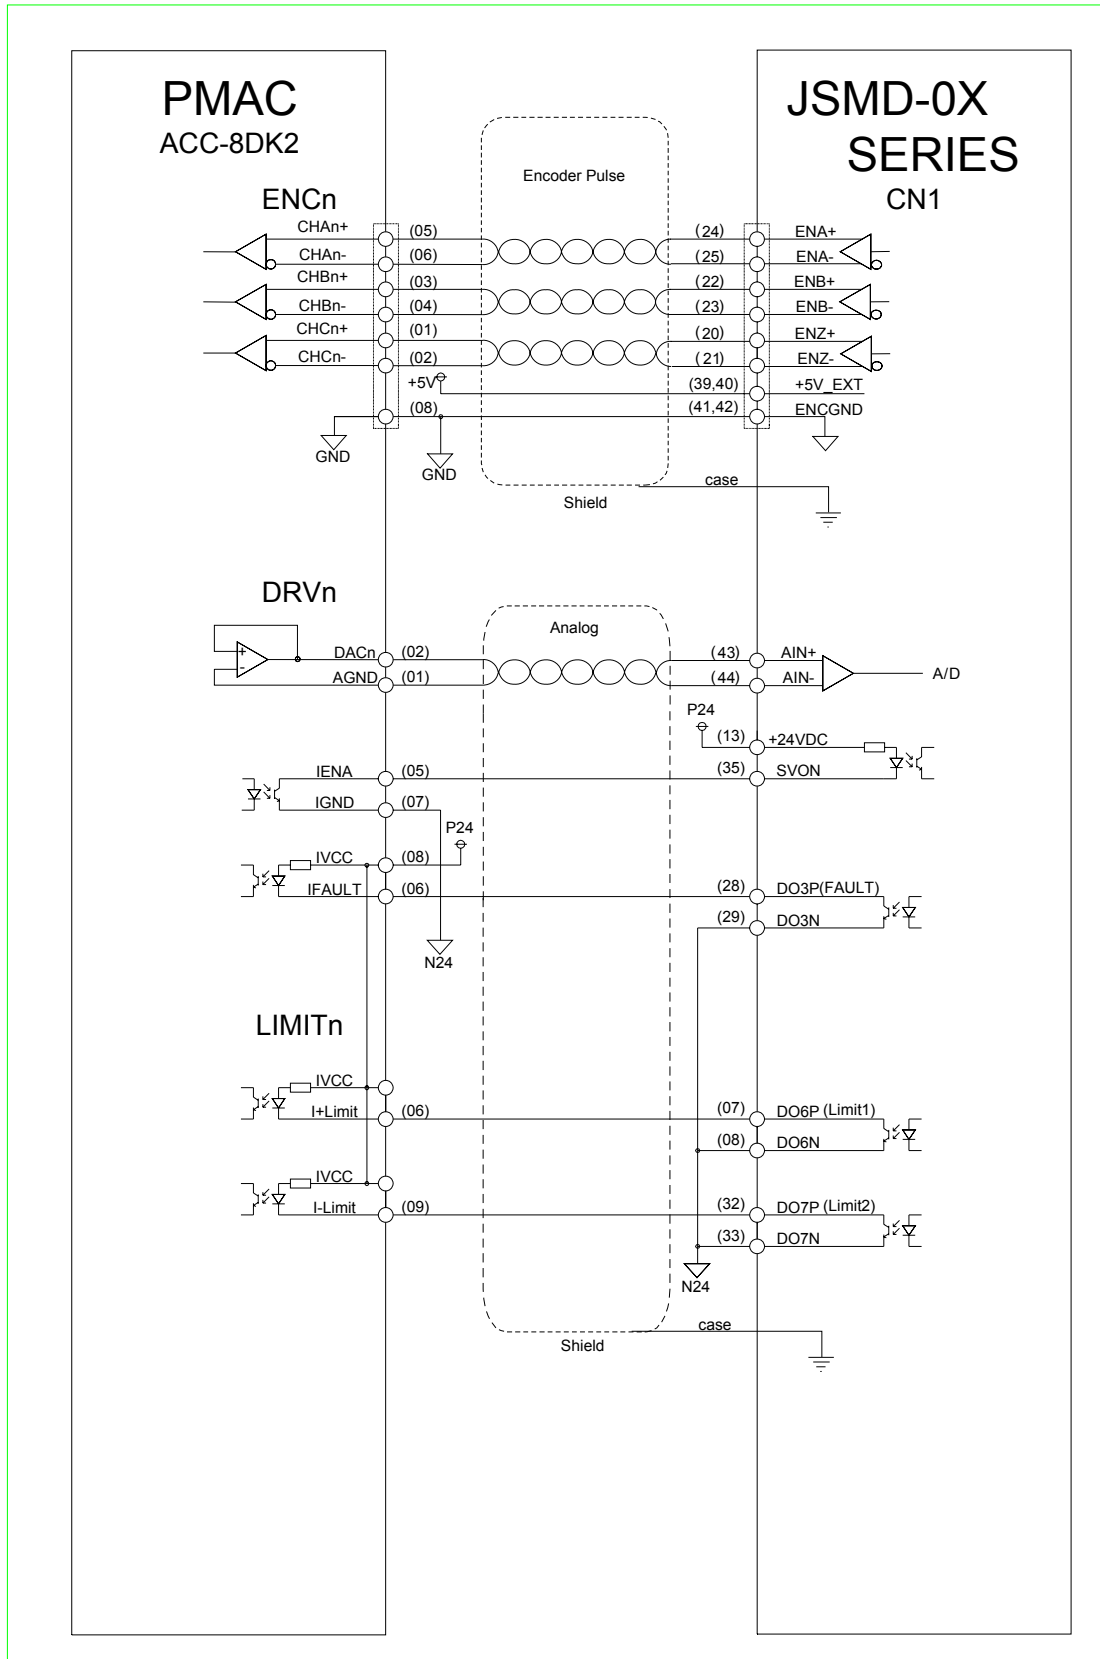 PMAC
ACC-8DK2
JSMD-0X
SERIES
ENCn
CN1
Encoder Pulse
CHAn+ (05) (24) ENA+
CHAn- (06) (25) ENA-
CHBn+ (03) (22) ENB+
CHBn- (04) (23) ENB-
CHCn+ (01) (20) ENZ+
CHCn- (02) (21) ENZ-
+5V (39,40) +5V_EXT
(08) (41,42) ENCGND
GND
GND
case
Shield
DRVn
Analog
+
-
DACn (02) (43) AIN+
AGND (01) (44) AIN-
A/D
P24
(13) +24VDC
IENA (05) (35) SVON
IGND (07)
P24
IVCC (08)
IFAULT (06) (28) DO3P(FAULT)
(29) DO3N
N24
LIMITn
IVCC
I+Limit (06) (07) DO6P (Limit1)
(08) DO6N
IVCC
I-Limit (09) (32) DO7P (Limit2)
(33) DO7N
N24
case
Shield